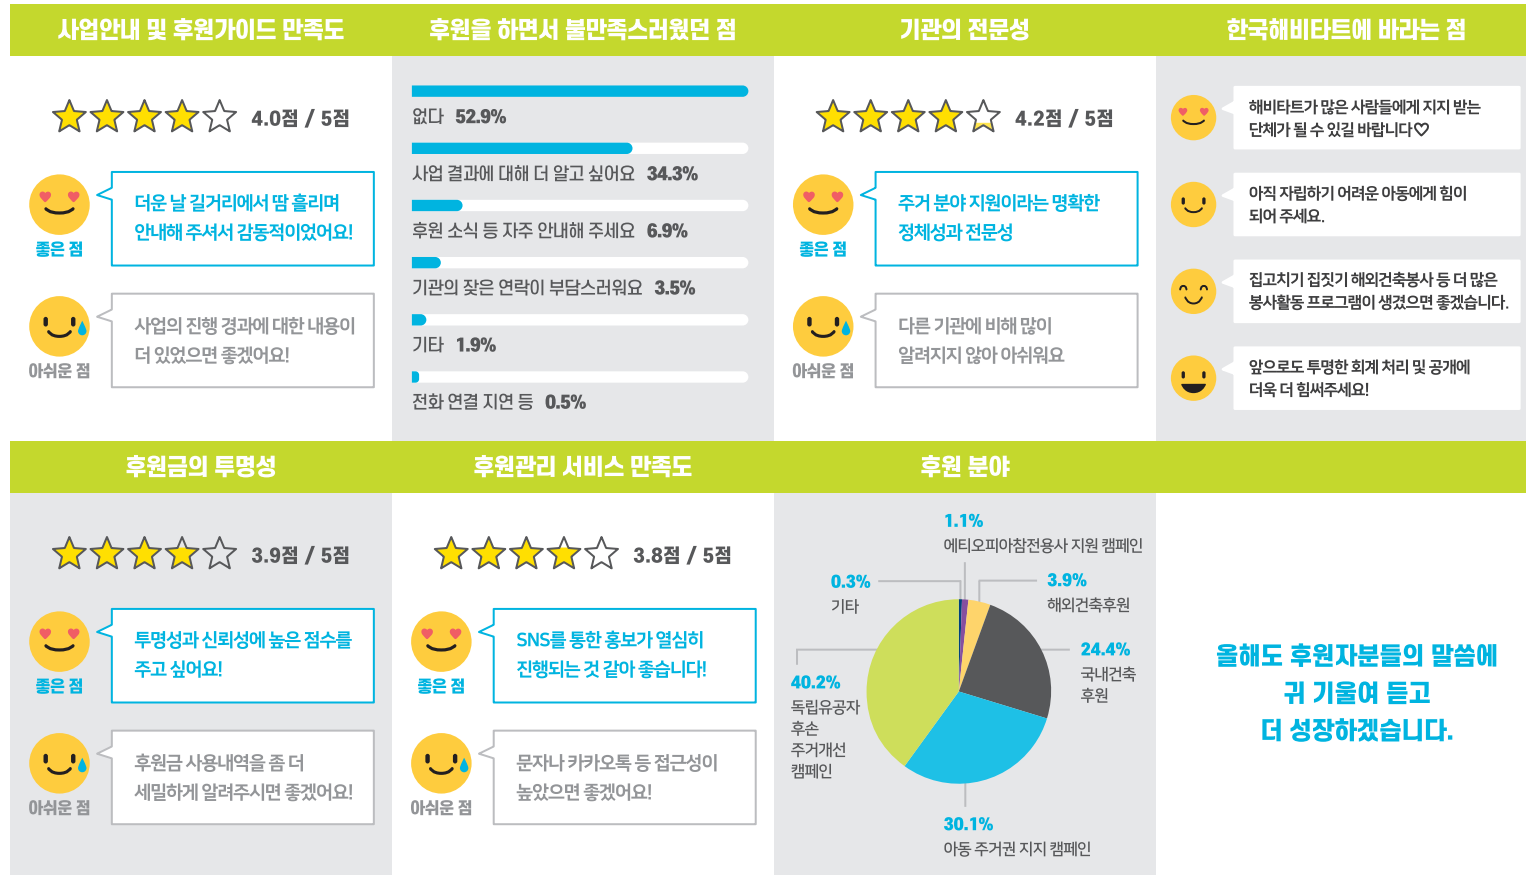 사업안내 및 후원가이드 만족도
4.0점 / 5점
더운 날 길거리에서 땀 흘리며
안내해 주셔서 감동적이었어요!
좋은 점
사업의 진행 경과에 대한 내용이
더 있었으면 좋겠어요!
아쉬운 점
후원을 하면서 불만족스러웠던 점
없다 52.9%
사업 결과에 대해 더 알고 싶어요 34.3%
후원 소식 등 자주 안내해 주세요 6.9%
기관의 잦은 연락이 부담스러워요 3.5%
기타 1.9%
전화 연결 지연 등 0.5%
기관의 전문성
4.2점 / 5점
주거 분야 지원이라는 명확한
정체성과 전문성
좋은 점
다른 기관에 비해 많이
알려지지 않아 아쉬워요
아쉬운 점
한국해비타트에 바라는 점
해비타트가 많은 사람들에게 지지 받는
단체가 될 수 있길 바랍니다♡
아직 자립하기 어려운 아동에게 힘이
되어 주세요.
집고치기 집짓기 해외건축봉사 등 더 많은
봉사활동 프로그램이 생겼으면 좋겠습니다.
앞으로도 투명한 회계 처리 및 공개에
더욱 더 힘써주세요!
후원금의 투명성
3.9점 / 5점
투명성과 신뢰성에 높은 점수를
주고 싶어요!
좋은 점
후원금 사용내역을 좀 더
세밀하게 알려주시면 좋겠어요!
아쉬운 점
후원관리 서비스 만족도
3.8점 / 5점
SNS를 통한 홍보가 열심히
진행되는 것 같아 좋습니다!
좋은 점
문자나 카카오톡 등 접근성이
높았으면 좋겠어요!
아쉬운 점
후원 분야
1.1%
에티오피아참전용사 지원 캠페인
0.3%
기타
3.9%
해외건축후원
24.4%
국내건축
후원
40.2%
독립유공자
후손
주거개선
캠페인
30.1%
아동 주거권 지지 캠페인
올해도 후원자분들의 말씀에
귀 기울여 듣고
더 성장하겠습니다.